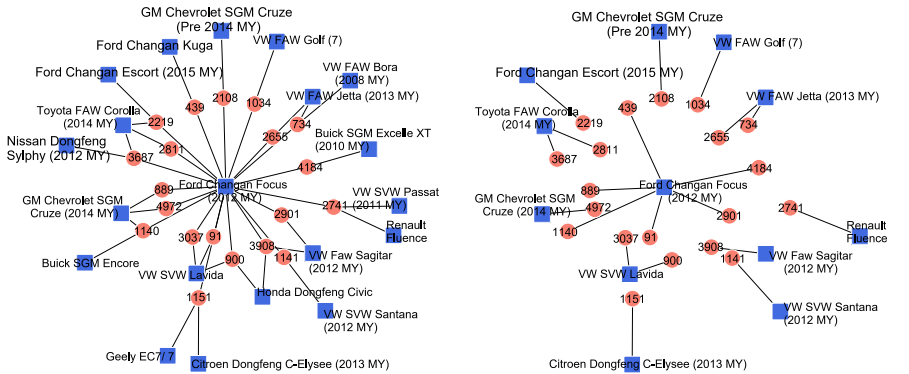 GM Chevrolet SGM Cruze
(Pre 2014 MY)
Ford Changan Kuga
VW FAW Golf (7)
Ford Changan Escort (2015 MY)
VW FAW Bora
(2008 MY)
VW FAW Jetta (2013 MY)
439
2108
1034
Toyota FAW Corolla
(2014 MY)
2219
734
2655
Buick SGM Excelle XT
(2010 MY)
Nissan Dongfeng
Sylphy (2012 MY)
2811
3687
4184
889
Ford Changan Focus
(2012 MY)
GM Chevrolet SGM
Cruze (2014 MY)
4972
2901
2741
VW SVW Passat
(2011 MY)
1140
3037
91
3908
Renault
Fluence
900
1141
VW Faw Sagitar
(2012 MY)
Buick SGM Encore
VW SVW Lavida
1151
Honda Dongfeng Civic
VW SVW Santana
(2012 MY)
Geely EC7/ 7
Citroen Dongfeng C-Elysee (2013 MY)
GM Chevrolet SGM Cruze
(Pre 2014 MY)
VW FAW Golf (7)
Ford Changan Escort (2015 MY)
VW FAW Jetta (2013 MY)
439
2108
1034
Toyota FAW Corolla
(2014 MY)
2219
734
2655
2811
3687
4184
889
Ford Changan Focus
(2012 MY)
GM Chevrolet SGM
Cruze (2014 MY)
4972
2901
2741
1140
3037
91
3908
Renault
Fluence
900
1141
VW Faw Sagitar
(2012 MY)
VW SVW Lavida
1151
VW SVW Santana
(2012 MY)
Citroen Dongfeng C-Elysee (2013 MY)